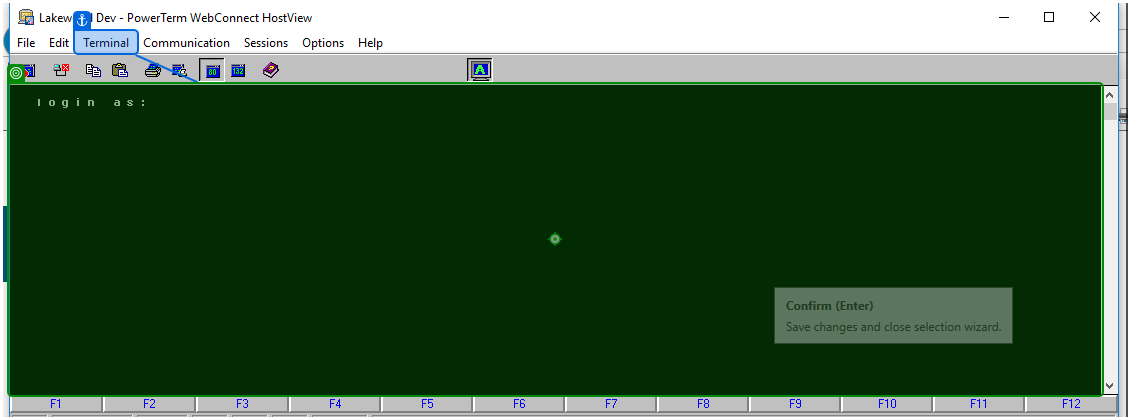 Lakew d Dev - PowerTerm WebConnect HostView
File Edit Terminal Communication Sessions Options Help
80 132 A
login as:
Confirm (Enter)
Save changes and close selection wizard.
F1 F2 F3 F4 F5 F6 F7 F8 F9 F10 F11 F12